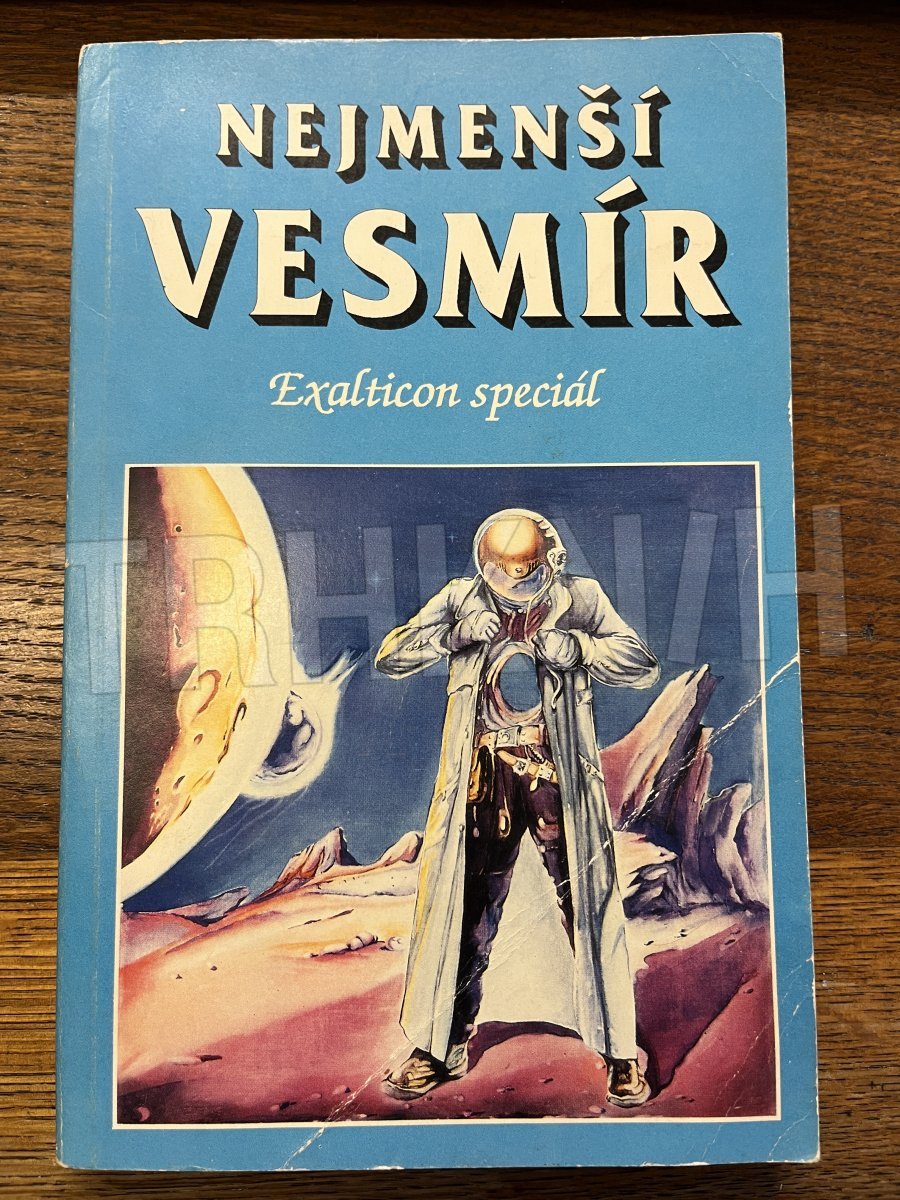 NEJMENŠÍ
VESMÍR
Exalticon speciál